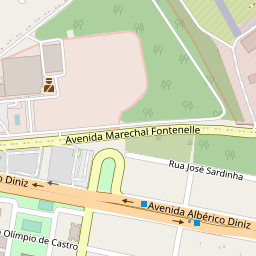 Avenida Marechal Fontenelle
Rua José Sardinha
Diniz
Avenida Albérico Diniz
Olímpio de Castro